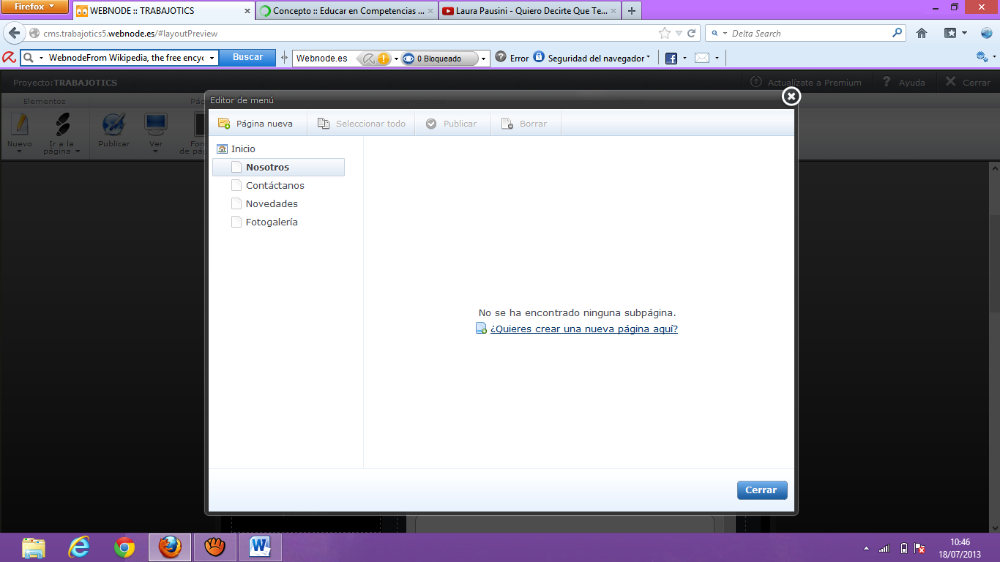 Firefox
WEBNODE :: TRABAJOTICS
Concepto :: Educar en Competencias ...
Laura Pausini - Quiero Decirte Que Te...
cms.trabajotics5.webnode.es/#layoutPreview
Delta Search
WebnodeFrom Wikipedia, the free ency
Buscar
Webnode.es
0 Bloqueado
Error
Seguridad del navegador
Proyecto:TRABAJOTICS
Actualízate a Premium
Ayuda
Cerrar
Elementos
Pág
Nuevo
Ir a la página
Publicar
Ver
For
de pá
Editor de menú
Página nueva
Seleccionar todo
Publicar
Borrar
Inicio
Nosotros
Contáctanos
Novedades
Fotogalería
No se ha encontrado ninguna subpágina.
¿Quieres crear una nueva página aquí?
Cerrar
10:46
18/07/2013